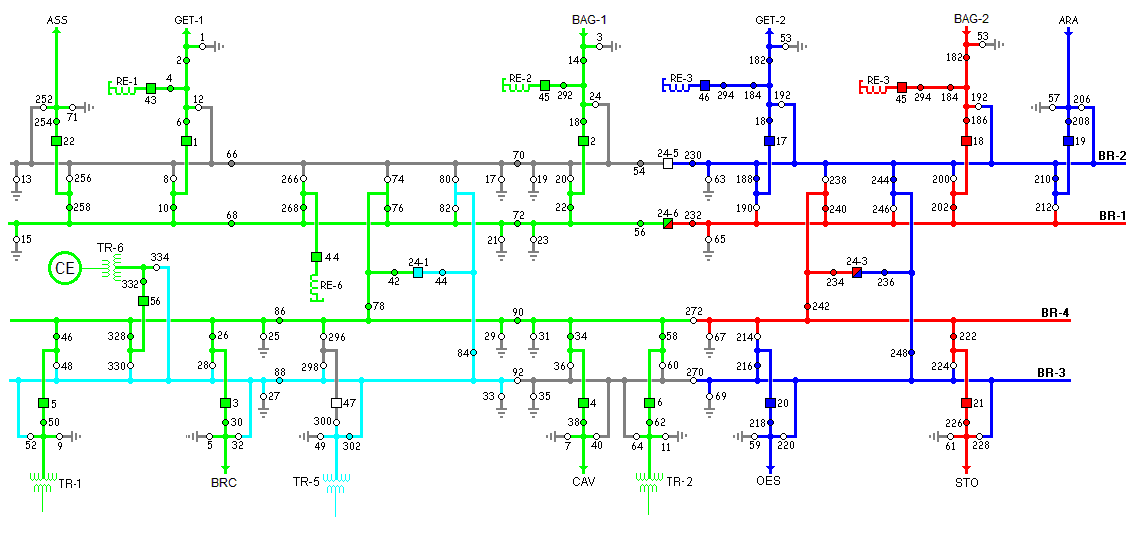 ASS GET-1 BAG-1 GET-2 BAG-2 ARA
1 3 53 53
2 14 182 182
RE-1 4 RE-2 RE-3 RE-3
43 45 292 46 294 184 45 294 184
252 71 12 24 192 192 57 206
254 6 18 18 186 208
22 1 2 17 18 19
66 70 24-5 230 BR-2
54
13 256 8 266 74 80 17 19 20 63 188 238 244 200 210
258 10 268 76 82 22 190 240 246 202 212
68 72 24-6 232 BR-1
56
15 21 23 65
TR-6 334 44 24-1 24-3
CE 332 42 44 234 236
56 RE-6
78 242
86 90 272 BR-4
46 328 26 25 296 29 31 34 58 67 214 222
84 248
48 330 28 298 36 60 216 224
88 92 270 BR-3
27 33 35 69
5 3 47 4 6 20 21
50 30 300 38 62 218 226
52 9 5 32 49 302 7 40 64 11 59 220 61 228
TR-1 BRC TR-5 CAV TR-2 OES STO